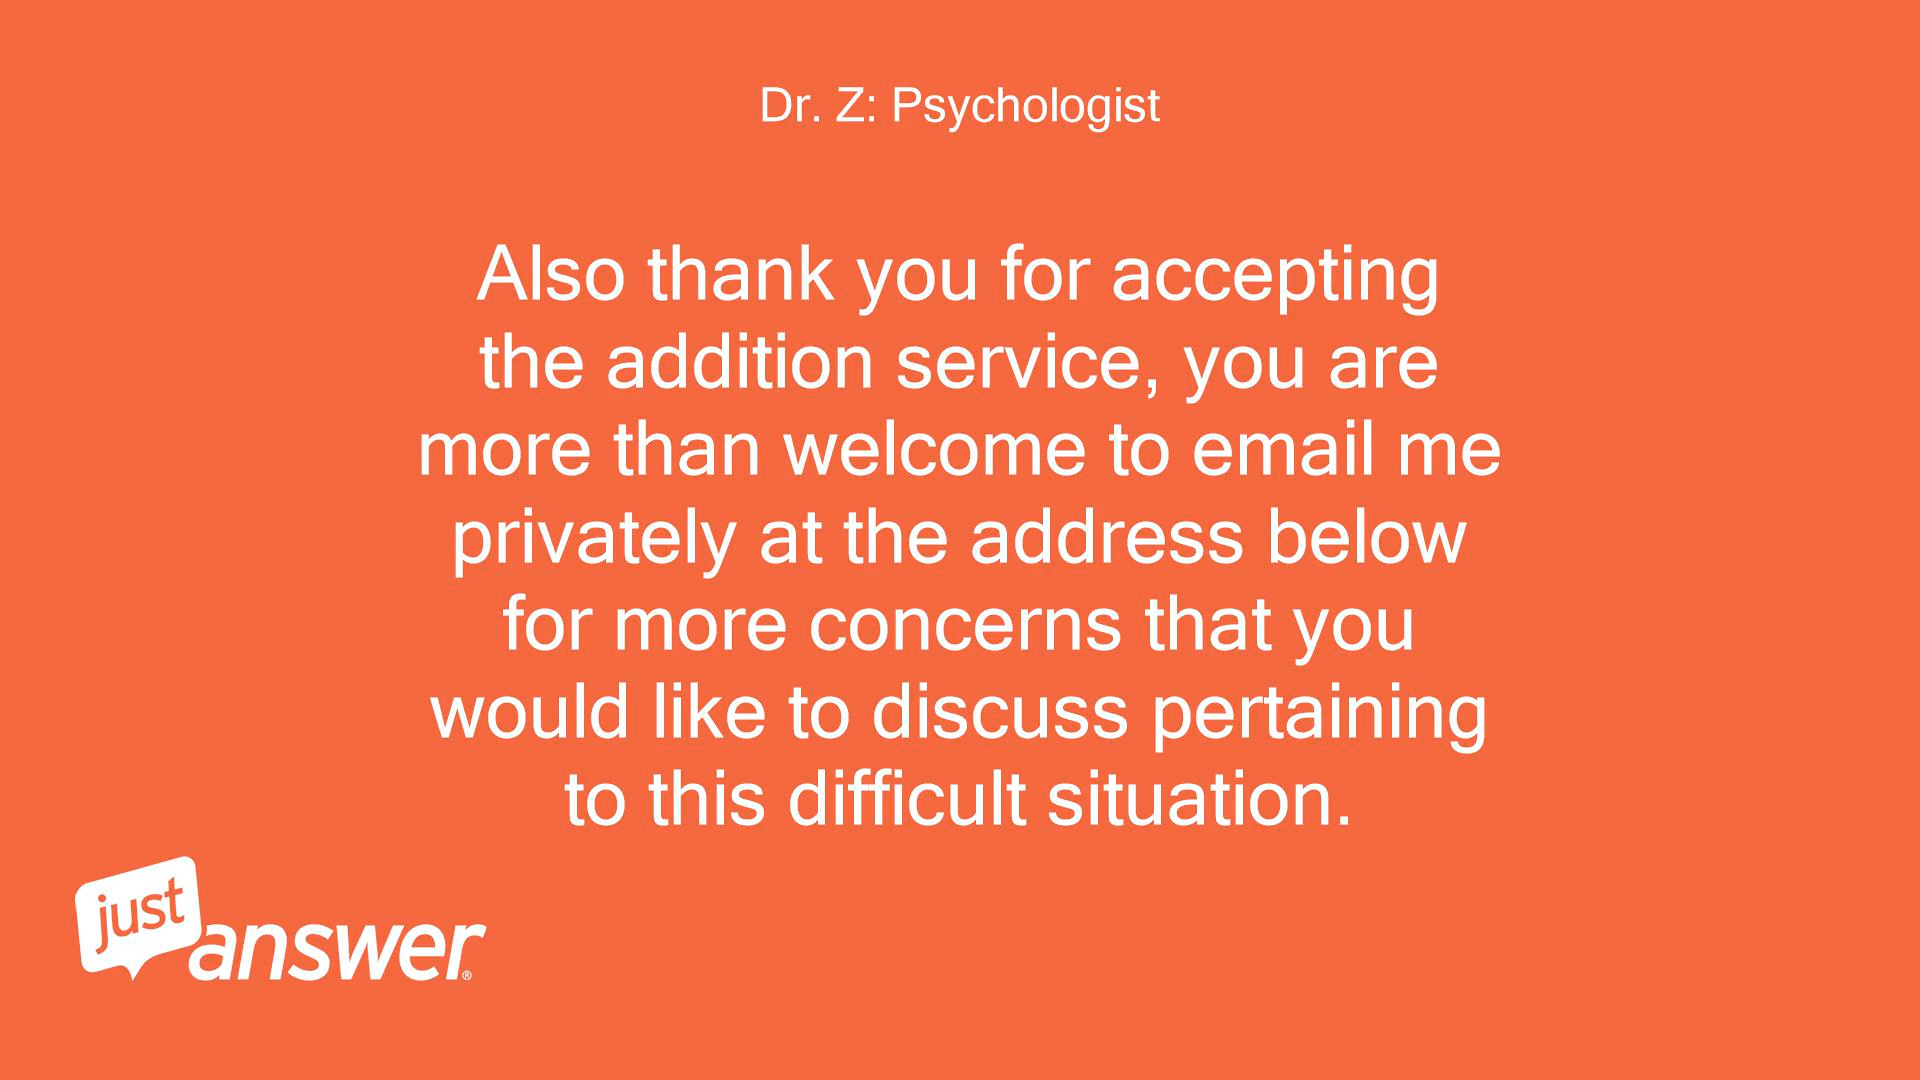 Dr. Z: Psychologist
Also thank you for accepting
the addition service, you are
more than welcome to email me
privately at the address below
for more concerns that you
would like to discuss pertaining
to this difficult situation.
just
answer®